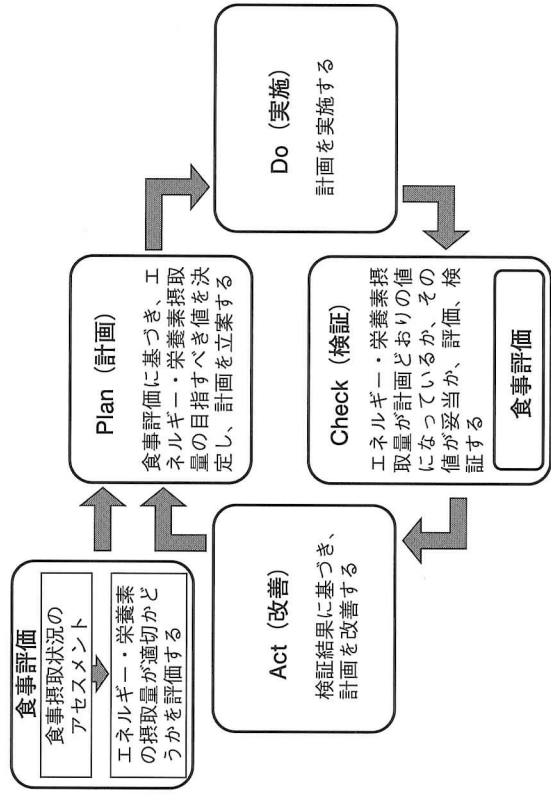 食事評価
食事摂取状況の
アセスメント
エネルギー・栄養素
の摂取量が適切かど
うかを評価する
Plan（計画）
食事評価に基づき、エ
ネルギー・栄養素摂取
量の目指すべき値を決
定し、計画を立案する
Do（実施）
計画を実施する
Check（検証）
エネルギー・栄養素摂
取量が計画どおりの値
になっているか、その
値が妥当か、評価、検
証する
食事評価
Act（改善）
検証結果に基づき、
計画を改善する